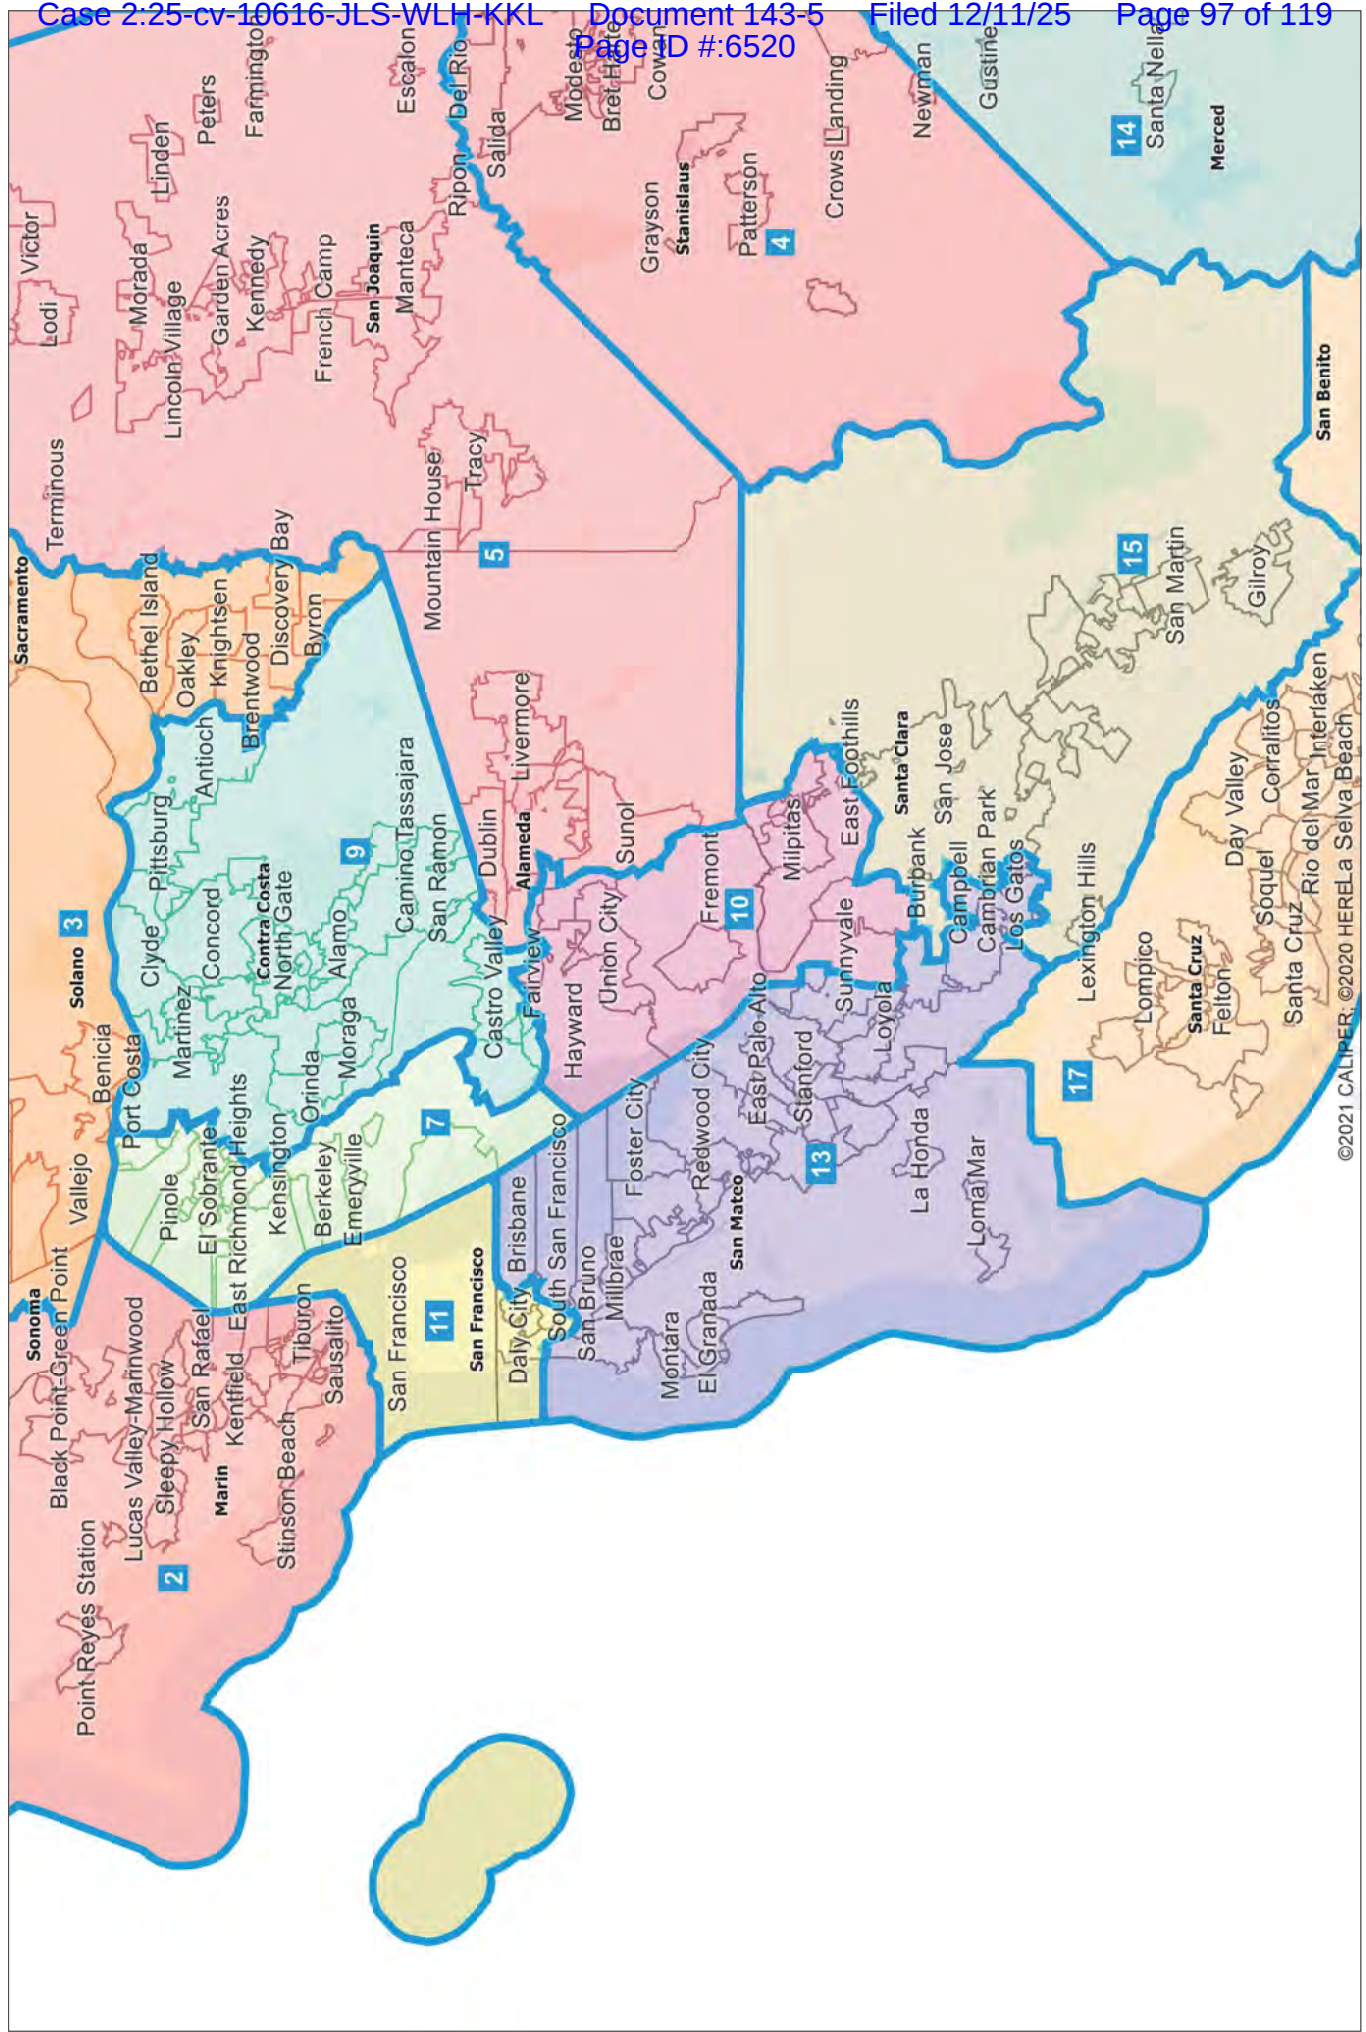 Case 2:25-cv-10616-JLS-WLH-KKL Document 143-5 Filed 12/11/25 Page 97 of 119
Page ID #:6520
Sonoma
Black Point-Green Point
Vallejo
Benicia
Solano
3
Sacramento
Terminous
Lodi
Victor
Point Reyes Station
Lucas Valley-Marinwood
Sleepy Hollow
San Rafael
Kentfield
Marin
2
Stinson Beach
Tiburon
Sausalito
Port Costa
Pinole
El Sobrante
East Richmond Heights
Kensington
Berkeley
Emeryville
7
Martinez
Clyde
Pittsburg
Concord
Contra Costa
North Gate
Antioch
Alamo
Orinda
Moraga
9
Camino Tassajara
San Ramon
Bethel Island
Oakley
Knightsen
Brentwood
Discovery Bay
Byron
Morada
Lincoln Village
Linden
Peters
Farmington
Garden Acres
Kennedy
French Camp
San Joaquin
Manteca
Escalon
Ripon
Del Rio
Salida
Modesto
Bret Harte
Cowan
Mountain House
Tracy
5
Grayson
Stanislaus
Patterson
4
Crows Landing
Newman
Gustine
14
Santa Nella
Merced
San Francisco
11
San Francisco
Daly City
Brisbane
South San Francisco
San Bruno
Millbrae
Foster City
Montara
El Granada
San Mateo
Redwood City
East Palo Alto
Stanford
13
La Honda
Loma Mar
Castro Valley
Dublin
Alameda
Livermore
Fairview
Hayward
Union City
Sunol
Fremont
10
Milpitas
East Foothills
Sunnyvale
Loyola
Santa Clara
San Jose
Burbank
Campbell
Cambrian Park
Los Gatos
Lexington Hills
15
San Martin
Gilroy
San Benito
17
Lompico
Santa Cruz
Felton
Day Valley
Corralitos
Soquel
Santa Cruz
Rio del Mar
Interlaken
La Selva Beach
©2021 CALIPER; ©2020 HERE